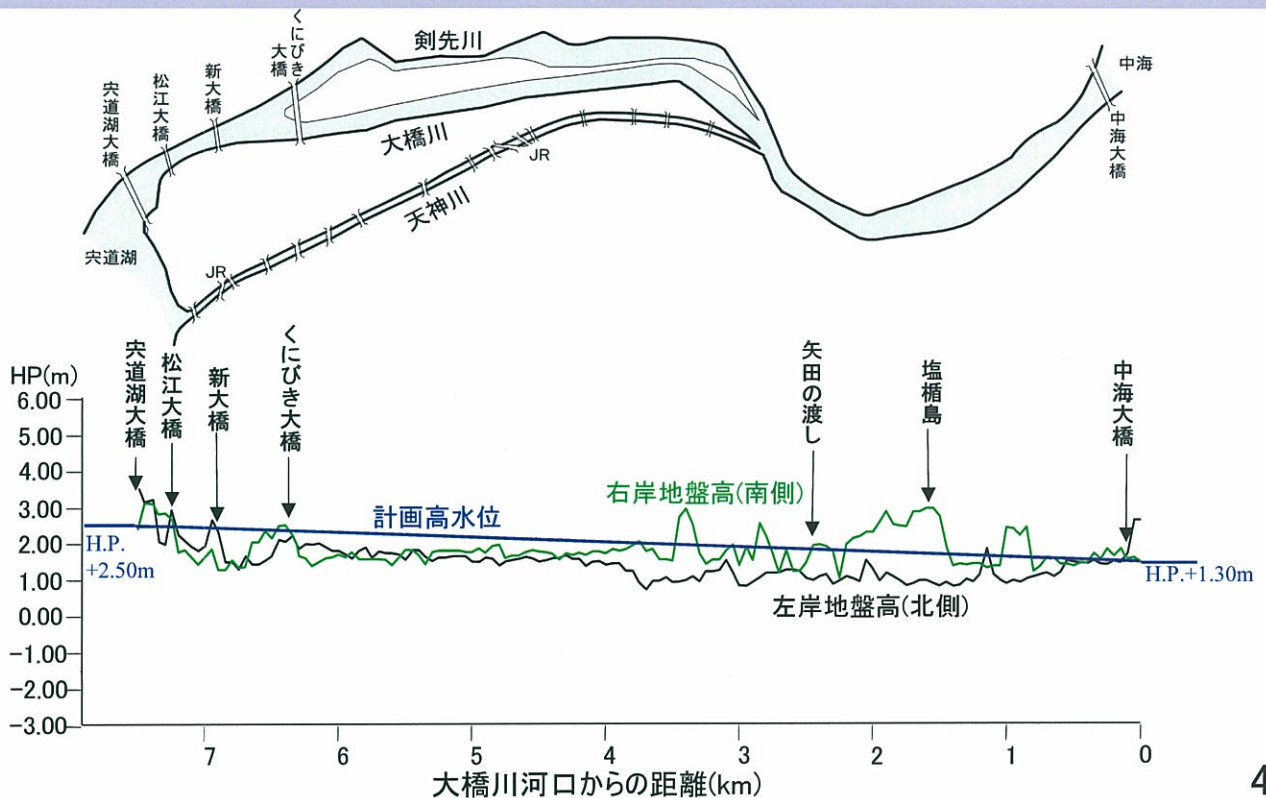 剣先川
くにびき
大橋
新大橋
松江大橋
宍道湖大橋
中海
中海大橋
大橋川
JR
天神川
宍道湖
JR
宍道湖大橋
松江大橋
新大橋
くにびき大橋
矢田の渡し
塩楯島
中海大橋
HP(m)
6.00
5.00
4.00
3.00
2.00
1.00
0.00
-1.00
-2.00
-3.00
右岸地盤高(南側)
計画高水位
H.P.
+2.50m
H.P.+1.30m
左岸地盤高(北側)
7 6 5 4 3 2 1 0
大橋川河口からの距離(km)
4